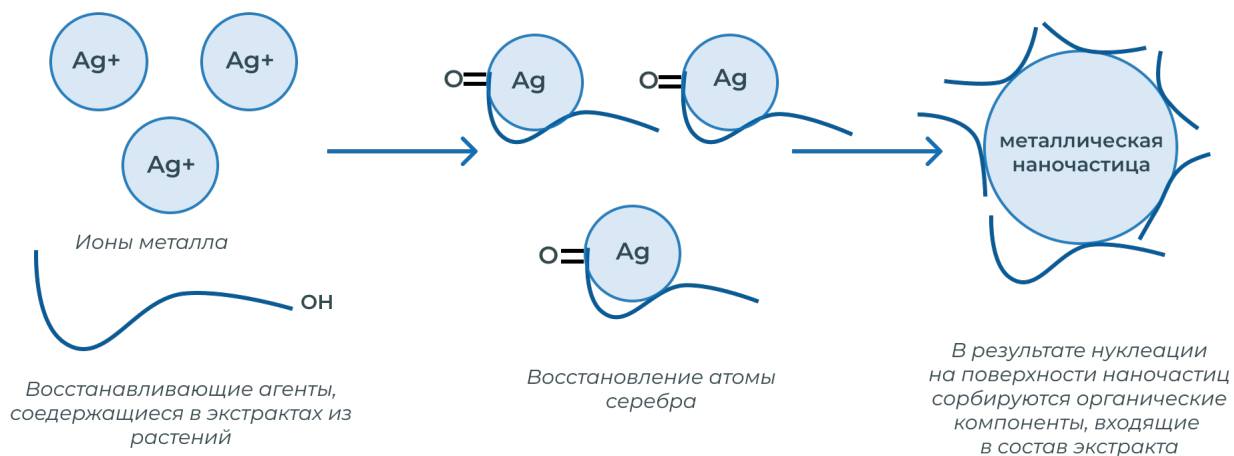 Ag+
Ag+
Ag+
Ионы металла
OH
Восстанавливающие агенты,
соедержащиеся в экстрактах из
растений
O
Ag
O
Ag
O
Ag
Восстановление атомы
серебра
металлическая
наночастица
В результате нуклеации
на поверхности наночастиц
сорбируются органические
компоненты, входящие
в состав экстракта